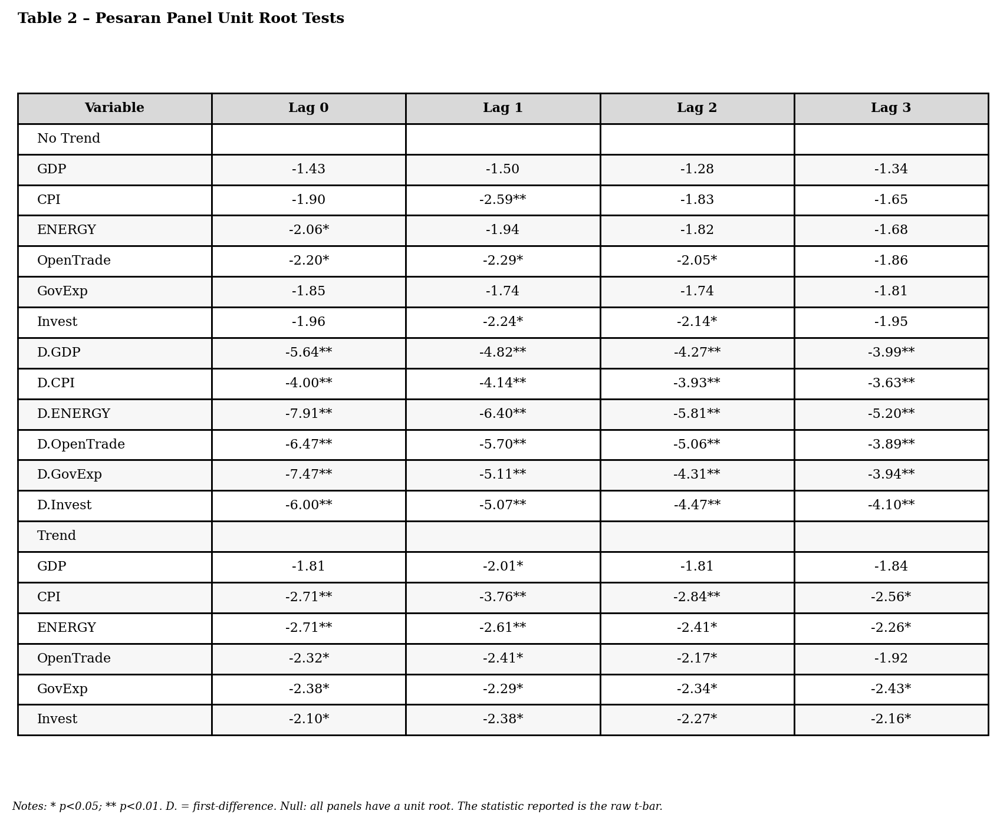 Table 2 – Pesaran Panel Unit Root Tests
Variable Lag 0 Lag 1 Lag 2 Lag 3
No Trend
GDP -1.43 -1.50 -1.28 -1.34
CPI -1.90 -2.59** -1.83 -1.65
ENERGY -2.06* -1.94 -1.82 -1.68
OpenTrade -2.20* -2.29* -2.05* -1.86
GovExp -1.85 -1.74 -1.74 -1.81
Invest -1.96 -2.24* -2.14* -1.95
D.GDP -5.64** -4.82** -4.27** -3.99**
D.CPI -4.00** -4.14** -3.93** -3.63**
D.ENERGY -7.91** -6.40** -5.81** -5.20**
D.OpenTrade -6.47** -5.70** -5.06** -3.89**
D.GovExp -7.47** -5.11** -4.31** -3.94**
D.Invest -6.00** -5.07** -4.47** -4.10**
Trend
GDP -1.81 -2.01* -1.81 -1.84
CPI -2.71** -3.76** -2.84** -2.56*
ENERGY -2.71** -2.61** -2.41* -2.26*
OpenTrade -2.32* -2.41* -2.17* -1.92
GovExp -2.38* -2.29* -2.34* -2.43*
Invest -2.10* -2.38* -2.27* -2.16*
Notes: * p<0.05; ** p<0.01. D. = first-difference. Null: all panels have a unit root. The statistic reported is the raw t-bar.